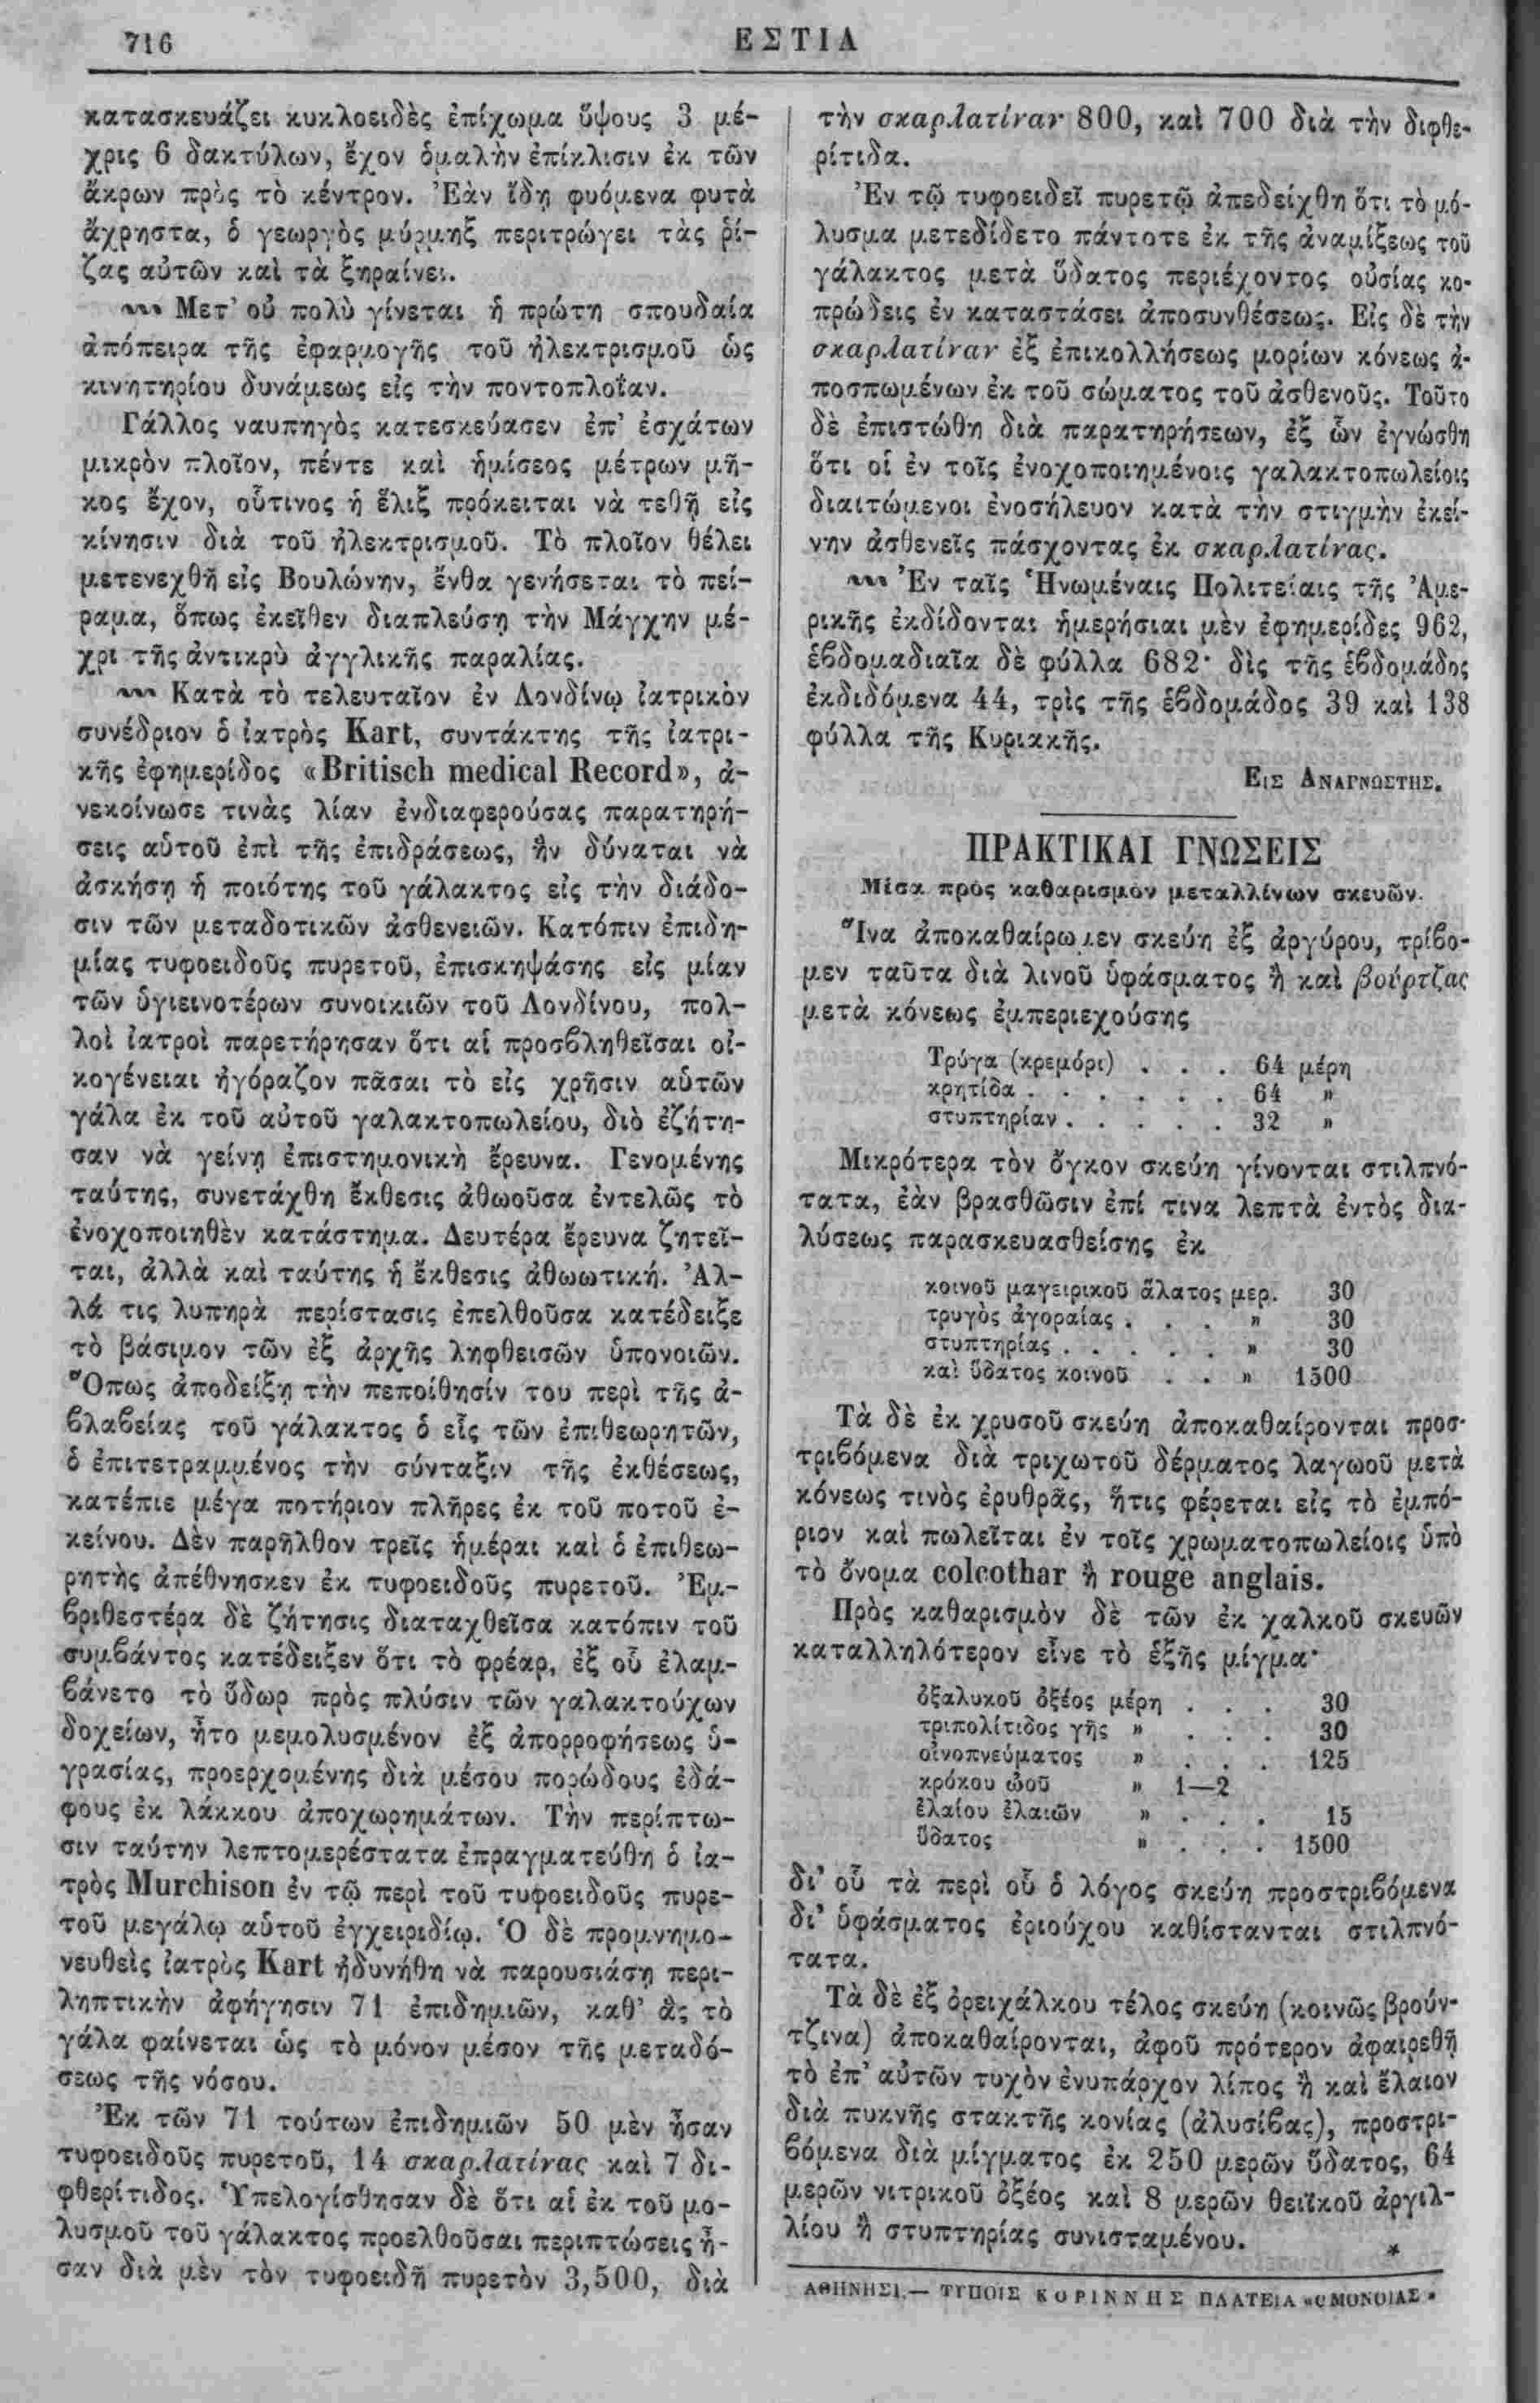 716
ΕΣΤΙΑ
κατασκευάζει κυκλοειδὲς ἐπίχωμα ὕψους 3 μέ-
χρις 6 δακτύλων, ἔχον ὁμαλὴν ἐπίκλισιν ἐκ τῶν
ἄκρων πρὸς τὸ κέντρον. Ἐὰν ἴδῃ φυόμενα φυτὰ
ἄχρηστα, ὁ γεωργὸς μύρμηξ περιτρώγει τὰς ῥί-
ζας αὐτῶν καὶ τὰ ξηραίνει.
Μετ' οὐ πολὺ γίνεται ἡ πρώτη σπουδαία
ἀπόπειρα τῆς ἐφαρμογῆς τοῦ ἠλεκτρισμοῦ ὡς
κινητηρίου δυνάμεως εἰς τὴν ποντοπλοΐαν.
Γάλλος ναυπηγὸς κατεσκεύασεν ἐπ' ἐσχάτων
μικρὸν πλοῖον, πέντε καὶ ἡμίσεος μέτρων μῆ-
κος ἔχον, οὗτινος ἡ ἕλιξ πρόκειται νὰ τεθῇ εἰς
κίνησιν διὰ τοῦ ἠλεκτρισμοῦ. Τὸ πλοῖον θέλει
μετενεχθῆ εἰς Βουλώνην, ἔνθα γενήσεται τὸ πεί-
ραμα, ὅπως ἐκεῖθεν διαπλεύσῃ τὴν Μάγχην μέ-
χρι τῆς ἀντικρὺ ἀγγλικῆς παραλίας.
Κατὰ τὸ τελευταῖον ἐν Λονδίνῳ ἰατρικὸν
συνέδριον ὁ ἰατρὸς Kart, συντάκτης τῆς ἰατρι-
κῆς ἐφημερίδος «Britisch medical Record», ἀ-
νεκοίνωσε τινὰς λίαν ἐνδιαφερούσας παρατηρή-
σεις αὑτοῦ ἐπὶ τῆς ἐπιδράσεως, ἣν δύναται νὰ
ἀσκήσῃ ἡ ποιότης τοῦ γάλακτος εἰς τὴν διάδο-
σιν τῶν μεταδοτικῶν ἀσθενειῶν. Κατόπιν ἐπιδη-
μίας τυφοειδοῦς πυρετοῦ, ἐπισκηψάσης εἰς μίαν
τῶν ὑγιεινοτέρων συνοικιῶν τοῦ Λονδίνου, πολ-
λοὶ ἰατροὶ παρετήρησαν ὅτι αἱ προσβληθεῖσαι οἰ-
κογένειαι ἠγόραζον πᾶσαι τὸ εἰς χρῆσιν αὑτῶν
γάλα ἐκ τοῦ αὐτοῦ γαλακτοπωλείου, διὸ ἐζήτη-
σαν νὰ γείνῃ ἐπιστημονικὴ ἔρευνα. Γενομένης
ταύτης, συνετάχθη ἔκθεσις ἀθωοῦσα ἐντελῶς τὸ
ἐνοχοποιηθὲν κατάστημα. Δευτέρα ἔρευνα ζητεῖ-
ται, ἀλλὰ καὶ ταύτης ἡ ἔκθεσις ἀθωωτική. Ἀλ-
λά τις λυπηρὰ περίστασις ἐπελθοῦσα κατέδειξε
τὸ βάσιμον τῶν ἐξ ἀρχῆς ληφθεισῶν ὑπονοιῶν.
Ὅπως ἀποδείξῃ τὴν πεποίθησίν του περὶ τῆς ἀ-
βλαβείας τοῦ γάλακτος ὁ εἷς τῶν ἐπιθεωρητῶν,
ὁ ἐπιτετραμμένος τὴν σύνταξιν τῆς ἐκθέσεως,
κατέπιε μέγα ποτήριον πλῆρες ἐκ τοῦ ποτοῦ ἐ-
κείνου. Δὲν παρῆλθον τρεῖς ἡμέραι καὶ ὁ ἐπιθεω-
ρητὴς ἀπέθνησκεν ἐκ τυφοειδοῦς πυρετοῦ. Ἐμ-
βριθεστέρα δὲ ζήτησις διαταχθεῖσα κατόπιν τοῦ
συμβάντος κατέδειξεν ὅτι τὸ φρέαρ, ἐξ οὗ ἐλαμ-
βάνετο τὸ ὕδωρ πρὸς πλύσιν τῶν γαλακτούχων
δοχείων, ἦτο μεμολυσμένον ἐξ ἀπορροφήσεως ὑ-
γρασίας, προερχομένης διὰ μέσου πορώδους ἐδά-
φους ἐκ λάκκου ἀποχωρημάτων. Τὴν περίπτω-
σιν ταύτην λεπτομερέστατα ἐπραγματεύθη ὁ ἰα-
τρὸς Murchison ἐν τῷ περὶ τοῦ τυφοειδοῦς πυρε-
τοῦ μεγάλῳ αὑτοῦ ἐγχειριδίῳ. Ὁ δὲ προμνημο-
νευθεὶς ἰατρὸς Kart ἠδυνήθη νὰ παρουσιάσῃ περι-
ληπτικὴν ἀφήγησιν 71 ἐπιδημιῶν, καθ' ἃς τὸ
γάλα φαίνεται ὡς τὸ μόνον μέσον τῆς μεταδό-
σεως τῆς νόσου.
Ἐκ τῶν 71 τούτων ἐπιδημιῶν 50 μὲν ἦσαν
τυφοειδοῦς πυρετοῦ, 14 σκαρλατίνας καὶ 7 δι-
φθερίτιδος. Ὑπελογίσθησαν δὲ ὅτι αἱ ἐκ τοῦ μο-
λυσμοῦ τοῦ γάλακτος προελθοῦσαι περιπτώσεις ἦ-
σαν διὰ μὲν τὸν τυφοειδῆ πυρετὸν 3,500, διὰ
τὴν σκαρλατίναν 800, καὶ 700 διὰ τὴν διφθε-
ρίτιδα.
Ἐν τῷ τυφοειδεῖ πυρετῷ ἀπεδείχθη ὅτι τὸ μό-
λυσμα μετεδίδετο πάντοτε ἐκ τῆς ἀναμίξεως τοῦ
γάλακτος μετὰ ὕδατος περιέχοντος οὐσίας κο-
πρώδεις ἐν καταστάσει ἀποσυνθέσεως. Εἰς δὲ τὴν
σκαρλατίναν ἐξ ἐπικολλήσεως μορίων κόνεως ἀ-
ποσπωμένων ἐκ τοῦ σώματος τοῦ ἀσθενοῦς. Τοῦτο
δὲ ἐπιστώθη διὰ παρατηρήσεων, ἐξ ὧν ἐγνώσθη
ὅτι οἱ ἐν τοῖς ἐνοχοποιημένοις γαλακτοπωλείοις
διαιτώμενοι ἐνοσήλευον κατὰ τὴν στιγμὴν ἐκεί-
νην ἀσθενεῖς πάσχοντας ἐκ σκαρλατίνας.
Ἐν ταῖς Ἡνωμέναις Πολιτείαις τῆς Ἀμε-
ρικῆς ἐκδίδονται ἡμερήσιαι μὲν ἐφημερίδες 962,
ἑβδομαδιαῖα δὲ φύλλα 682· δὶς τῆς ἑβδομάδος
ἐκδιδόμενα 44, τρὶς τῆς ἑβδομάδος 39 καὶ 138
φύλλα τῆς Κυριακῆς.
ΕΙΣ ΑΝΑΓΝΩΣΤΗΣ.
ΠΡΑΚΤΙΚΑΙ ΓΝΩΣΕΙΣ
Μέσα πρὸς καθαρισμὸν μεταλλίνων σκευῶν.
Ἵνα ἀποκαθαίρωμεν σκεύη ἐξ ἀργύρου, τρίβο-
μεν ταῦτα διὰ λινοῦ ὑφάσματος ἢ καὶ βούρτζας
μετὰ κόνεως ἐμπεριεχούσης
Τρύγα (κρεμόρι) . . . 64 μέρη
κρητίδα . . . . . . 64 »
στυπτηρίαν . . . . . 32 »
Μικρότερα τὸν ὄγκον σκεύη γίνονται στιλπνό-
τατα, ἐὰν βρασθῶσιν ἐπί τινα λεπτὰ ἐντὸς δια-
λύσεως παρασκευασθείσης ἐκ
κοινοῦ μαγειρικοῦ ἅλατος μερ. 30
τρυγὸς ἀγοραίας . . . » 30
στυπτηρίας . . . . . » 30
καὶ ὕδατος κοινοῦ . . » 1500
Τὰ δὲ ἐκ χρυσοῦ σκεύη ἀποκαθαίρονται προσ-
τριβόμενα διὰ τριχωτοῦ δέρματος λαγωοῦ μετὰ
κόνεως τινὸς ἐρυθρᾶς, ἥτις φέρεται εἰς τὸ ἐμπό-
ριον καὶ πωλεῖται ἐν τοῖς χρωματοπωλείοις ὑπὸ
τὸ ὄνομα colcothar ἢ rouge anglais.
Πρὸς καθαρισμὸν δὲ τῶν ἐκ χαλκοῦ σκευῶν
καταλληλότερον εἶνε τὸ ἑξῆς μίγμα·
ὀξαλυκοῦ ὀξέος μέρη . . . 30
τριπολίτιδος γῆς » . . . 30
οἰνοπνεύματος » . . . 125
κρόκου ὠοῦ » 1—2
ἐλαίου ἐλαιῶν » . . . 15
ὕδατος » . . . 1500
δι' οὗ τὰ περὶ οὗ ὁ λόγος σκεύη προστριβόμενα
δι' ὑφάσματος ἐριούχου καθίστανται στιλπνό-
τατα.
Τὰ δὲ ἐξ ὀρειχάλκου τέλος σκεύη (κοινῶς βρούν-
τζινα) ἀποκαθαίρονται, ἀφοῦ πρότερον ἀφαιρεθῇ
τὸ ἐπ' αὐτῶν τυχὸν ἐνυπάρχον λίπος ἢ καὶ ἔλαιον
διὰ πυκνῆς στακτῆς κονίας (ἀλυσίβας), προστρι-
βόμενα διὰ μίγματος ἐκ 250 μερῶν ὕδατος, 64
μερῶν νιτρικοῦ ὀξέος καὶ 8 μερῶν θειϊκοῦ ἀργιλ-
λίου ἢ στυπτηρίας συνισταμένου.
*
ΑΘΗΝΗΣΙ.— ΤΥΠΟΙΣ ΚΟΡΙΝΝΗΣ ΠΛΑΤΕΙΑ «ΟΜΟΝΟΙΑΣ»